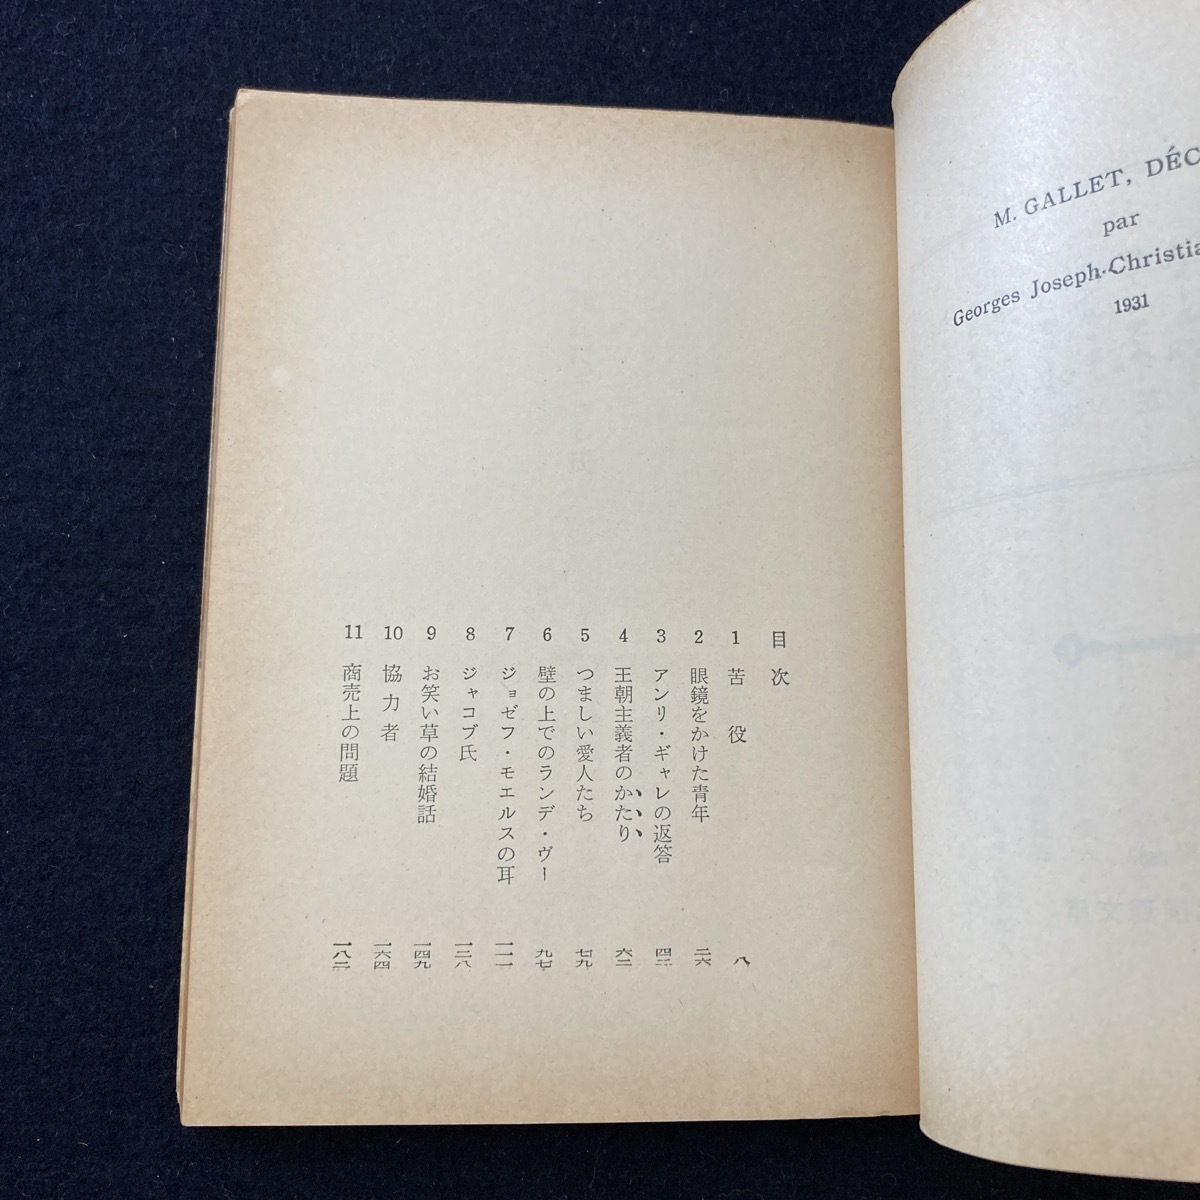 M. GALLET, DÉC
par
Georges Joseph-Christia
1931
目次
1 苦役 八
2 眼鏡をかけた青年 二六
3 アンリ・ギャレの返答 四二
4 王朝主義者のかたり 六二
5 つましい愛人たち 七九
6 壁の上でのランデ・ヴー 九七
7 ジョゼフ・モエルスの耳 一一一
8 ジャコブ氏 一三八
9 お笑い草の結婚話 一四九
10 協力者 一六四
11 商売上の問題 一八二